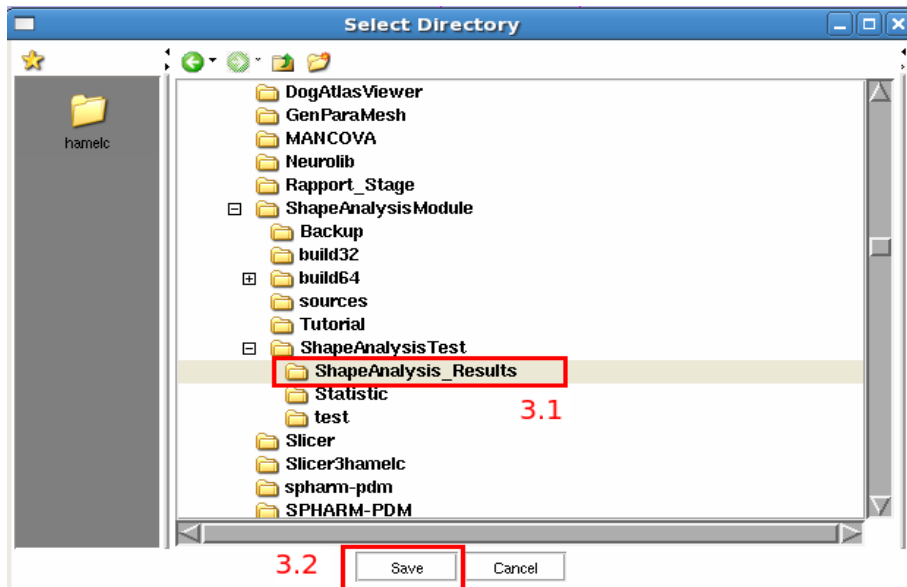 Select Directory
hamelc
DogAtlasViewer
GenParaMesh
MANCOVA
Neurolib
Rapport_Stage
ShapeAnalysisModule
Backup
build32
build64
sources
Tutorial
ShapeAnalysisTest
ShapeAnalysis_Results
Statistic
3.1
test
Slicer
Slicer3hamelc
spharm-pdm
SPHARM-PDM
3.2 Save Cancel